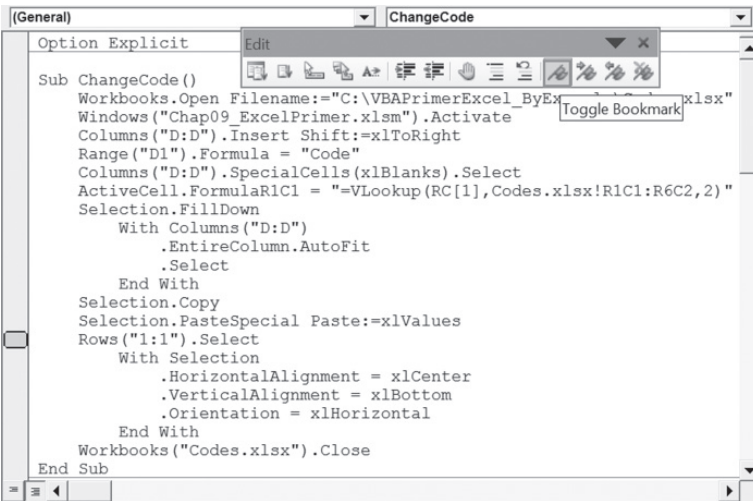 (General)
ChangeCode
Option Explicit
Edit
Sub ChangeCode()
    Workbooks.Open Filename:="C:\VBAPrimerExcel_ByEx xlsx"
Toggle Bookmark
    Windows("Chap09_ExcelPrimer.xlsm").Activate
    Columns("D:D").Insert Shift:=xlToRight
    Range("D1").Formula = "Code"
    Columns("D:D").SpecialCells(xlBlanks).Select
    ActiveCell.FormulaR1C1 = "=VLookup(RC[1],Codes.xlsx!R1C1:R6C2,2)"
    Selection.FillDown
        With Columns("D:D")
            .EntireColumn.AutoFit
            .Select
        End With
    Selection.Copy
    Selection.PasteSpecial Paste:=xlValues
    Rows("1:1").Select
        With Selection
            .HorizontalAlignment = xlCenter
            .VerticalAlignment = xlBottom
            .Orientation = xlHorizontal
        End With
    Workbooks("Codes.xlsx").Close
End Sub